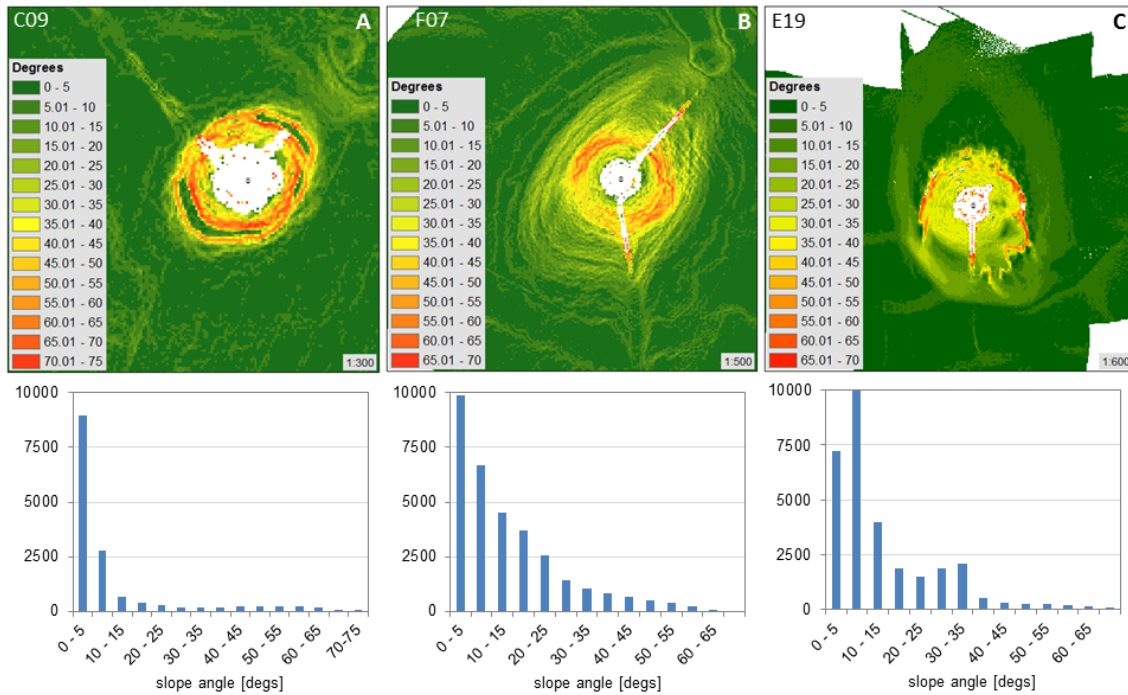 C09 A
Degrees
0 - 5
5.01 - 10
10.01 - 15
15.01 - 20
20.01 - 25
25.01 - 30
30.01 - 35
35.01 - 40
40.01 - 45
45.01 - 50
50.01 - 55
55.01 - 60
60.01 - 65
65.01 - 70
70.01 - 75
1:300
F07 B
Degrees
0 - 5
5.01 - 10
10.01 - 15
15.01 - 20
20.01 - 25
25.01 - 30
30.01 - 35
35.01 - 40
40.01 - 45
45.01 - 50
50.01 - 55
55.01 - 60
60.01 - 65
65.01 - 70
1:500
E19 C
Degrees
0 - 5
5.01 - 10
10.01 - 15
15.01 - 20
20.01 - 25
25.01 - 30
30.01 - 35
35.01 - 40
40.01 - 45
45.01 - 50
50.01 - 55
55.01 - 60
60.01 - 65
65.01 - 70
1:600
10000
7500
5000
2500
0
0 - 5
10 - 15
20 - 25
30 - 35
40 - 45
50 - 55
60 - 65
70-75
slope angle [degs]
10000
7500
5000
2500
0
0 - 5
10 - 15
20 - 25
30 - 35
40 - 45
50 - 55
60 - 65
slope angle [degs]
10000
7500
5000
2500
0
0 - 5
10 - 15
20 - 25
30 - 35
40 - 45
50 - 55
60 - 65
slope angle [degs]